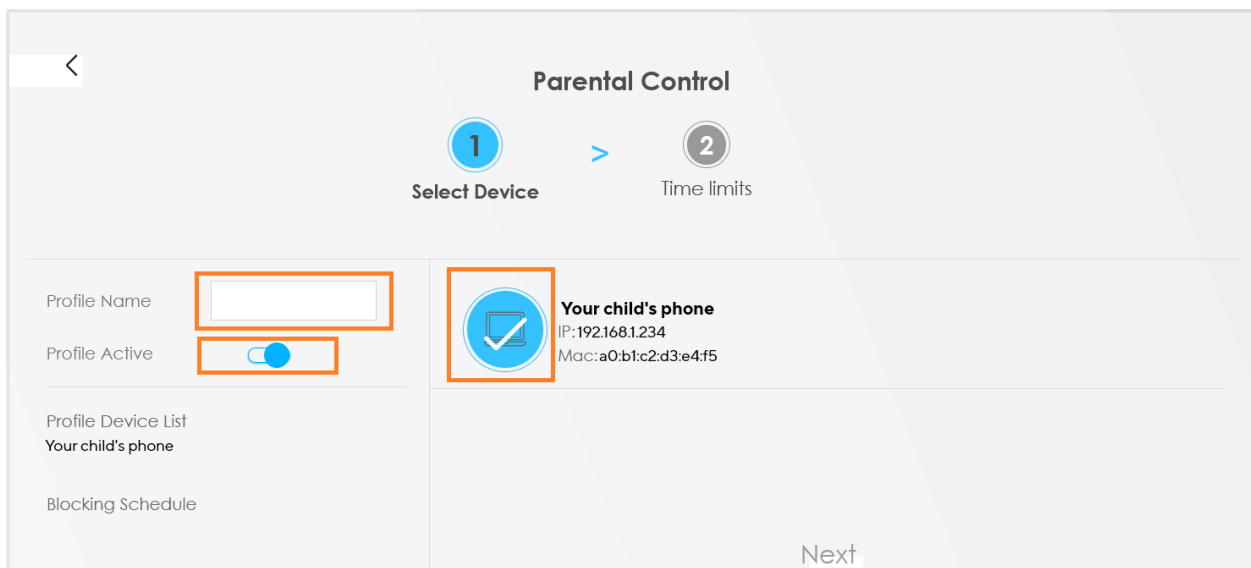 Parental Control
1 > 2
Select Device Time limits
Profile Name
Profile Active
Profile Device List
Your child's phone
Blocking Schedule
Your child's phone
IP:192.168.1.234
Mac:a0:b1:c2:d3:e4:f5
Next